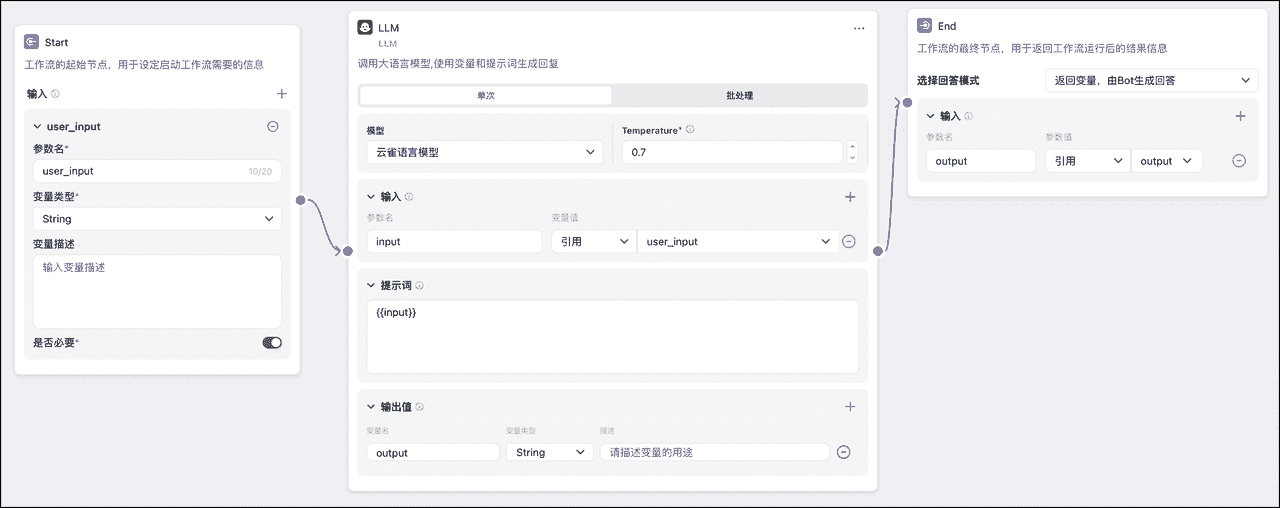 Start
工作流的起始节点，用于设定启动工作流需要的信息
输入
user_input
参数名*
user_input 10/20
变量类型*
String
变量描述
输入变量描述
是否必要*
LLM
LLM
调用大语言模型,使用变量和提示词生成回复
单次 批处理
模型 Temperature*
云雀语言模型 0.7
输入
参数名 变量值
input 引用 user_input
提示词
{{input}}
输出值
变量名 变量类型 描述
output String 请描述变量的用途
End
工作流的最终节点，用于返回工作流运行后的结果信息
选择回答模式 返回变量，由Bot生成回答
输入
参数名 参数值
output 引用 output